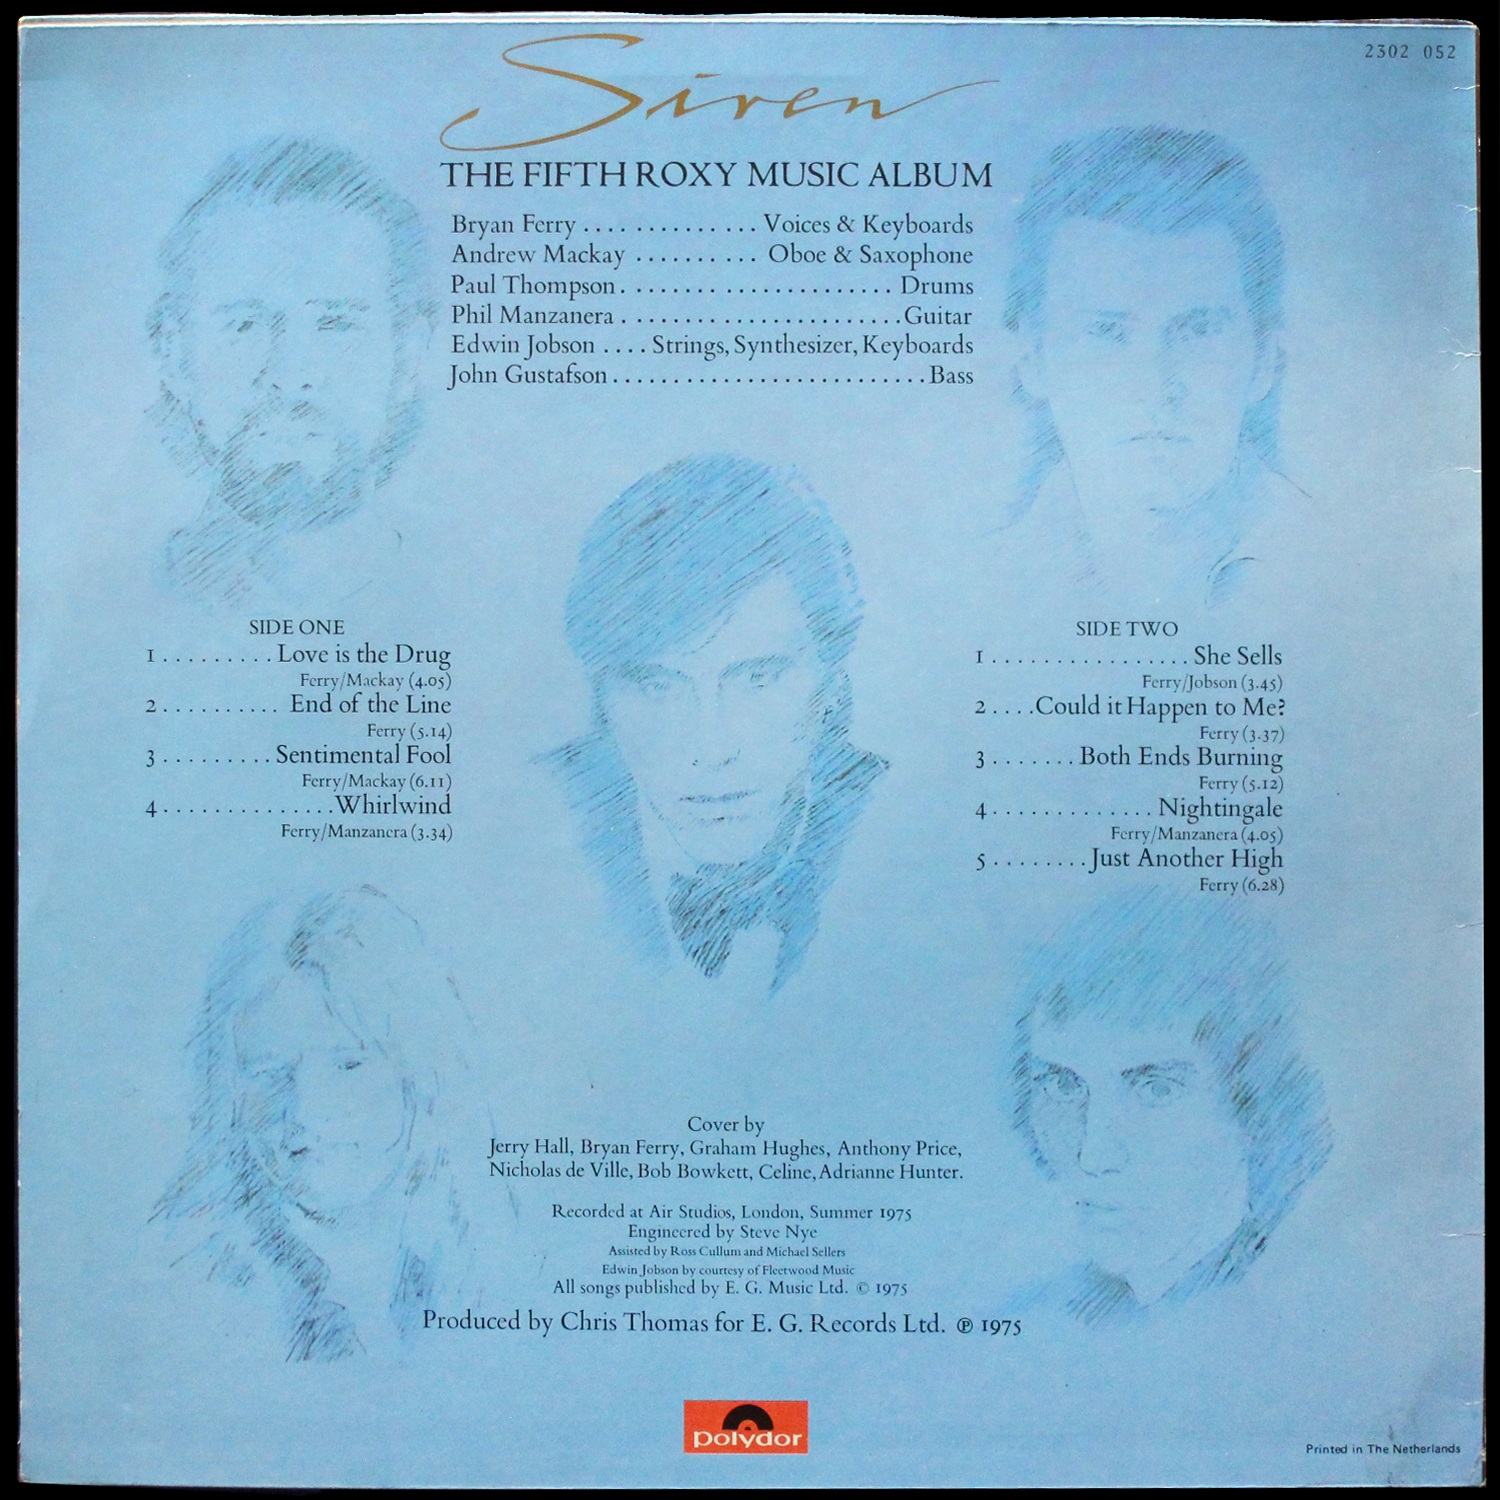 2302 052
Siren
THE FIFTH ROXY MUSIC ALBUM
Bryan Ferry . . . . . . . . . . . . . . Voices & Keyboards
Andrew Mackay . . . . . . . . . . Oboe & Saxophone
Paul Thompson . . . . . . . . . . . . . . . . . . . . . . Drums
Phil Manzanera . . . . . . . . . . . . . . . . . . . . . . . Guitar
Edwin Jobson . . . . Strings, Synthesizer, Keyboards
John Gustafson . . . . . . . . . . . . . . . . . . . . . . . . . Bass
SIDE ONE
1 . . . . . . . . . Love is the Drug
Ferry/Mackay (4.05)
2 . . . . . . . . . . End of the Line
Ferry (5.14)
3 . . . . . . . . . Sentimental Fool
Ferry/Mackay (6.11)
4 . . . . . . . . . . . . . . Whirlwind
Ferry/Manzanera (3.34)
SIDE TWO
1 . . . . . . . . . . . . . . . . She Sells
Ferry/Jobson (3.45)
2 . . . . Could it Happen to Me?
Ferry (3.37)
3 . . . . . . . Both Ends Burning
Ferry (5.12)
4 . . . . . . . . . . . . . Nightingale
Ferry/Manzanera (4.05)
5 . . . . . . . . Just Another High
Ferry (6.28)
Cover by
Jerry Hall, Bryan Ferry, Graham Hughes, Anthony Price,
Nicholas de Ville, Bob Bowkett, Celine, Adrianne Hunter.
Recorded at Air Studios, London, Summer 1975
Engineered by Steve Nye
Assisted by Ross Cullum and Michael Sellers
Edwin Jobson by courtesy of Fleetwood Music
All songs published by E. G. Music Ltd. © 1975
Produced by Chris Thomas for E. G. Records Ltd. ℗ 1975
polydor
Printed in The Netherlands